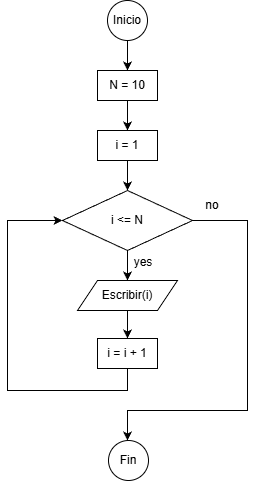 Inicio
N = 10
i = 1
i <= N
no
yes
Escribir(i)
i = i + 1
Fin